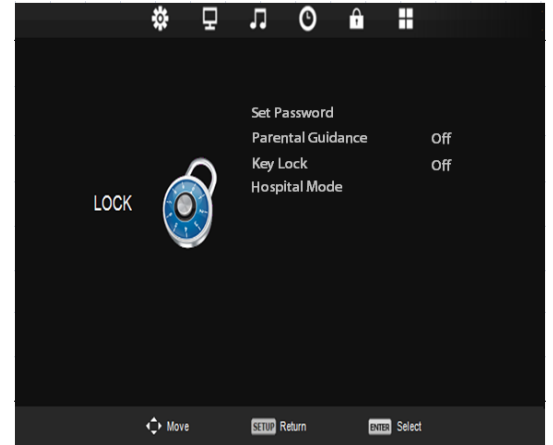 Set Password
Parental Guidance Off
Key Lock Off
Hospital Mode
LOCK
Move SETUP Return ENTER Select